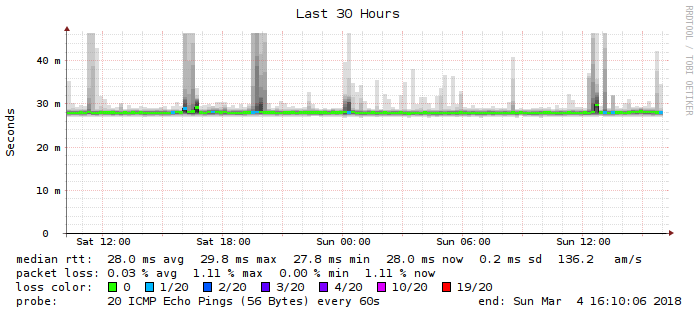 Last 30 Hours
RRDTOOL / TOBI OETIKER
Seconds
40 m
30 m
20 m
10 m
0
Sat 12:00 Sat 18:00 Sun 00:00 Sun 06:00 Sun 12:00
median rtt: 28.0 ms avg 29.8 ms max 27.8 ms min 28.0 ms now 0.2 ms sd 136.2 am/s
packet loss: 0.03 % avg 1.11 % max 0.00 % min 1.11 % now
loss color: 0 1/20 2/20 3/20 4/20 10/20 19/20
probe: 20 ICMP Echo Pings (56 Bytes) every 60s end: Sun Mar 4 16:10:06 2018